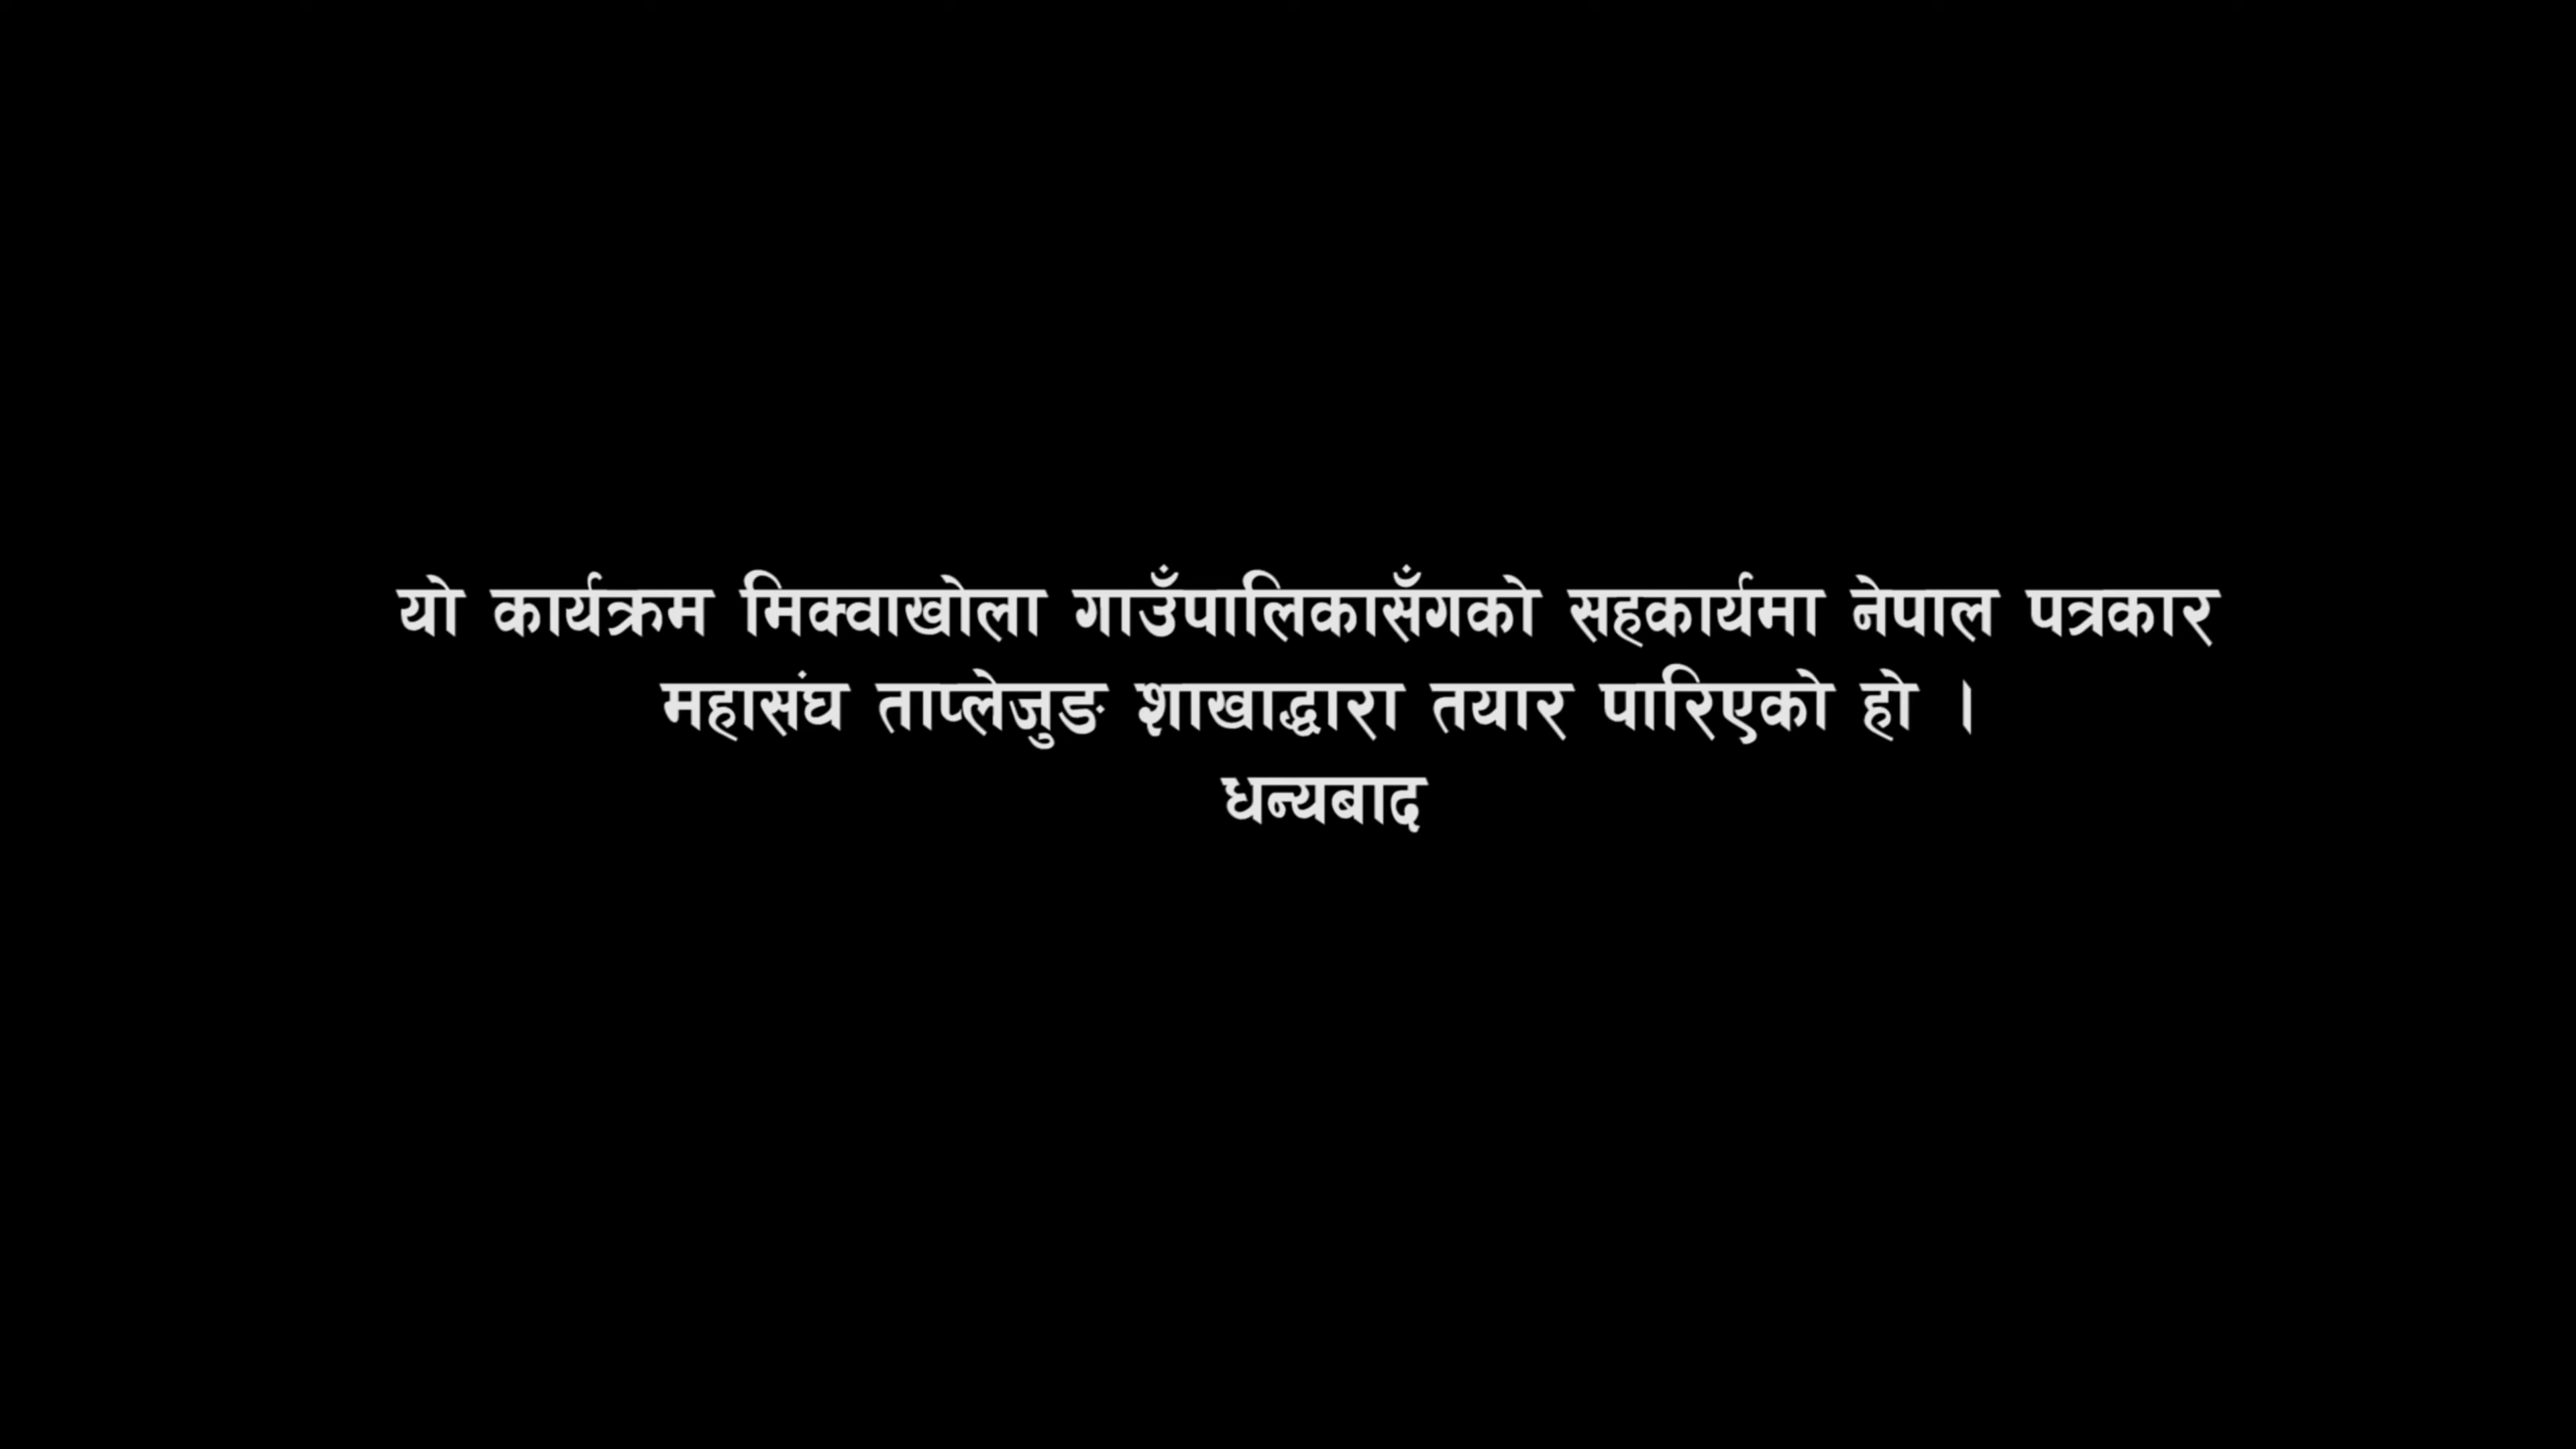 यो कार्यक्रम मिक्वाखोला गाउँपालिकासँगको सहकार्यमा नेपाल पत्रकार
महासंघ ताप्लेजुङ शाखाद्धारा तयार पारिएको हो ।
धन्यबाद